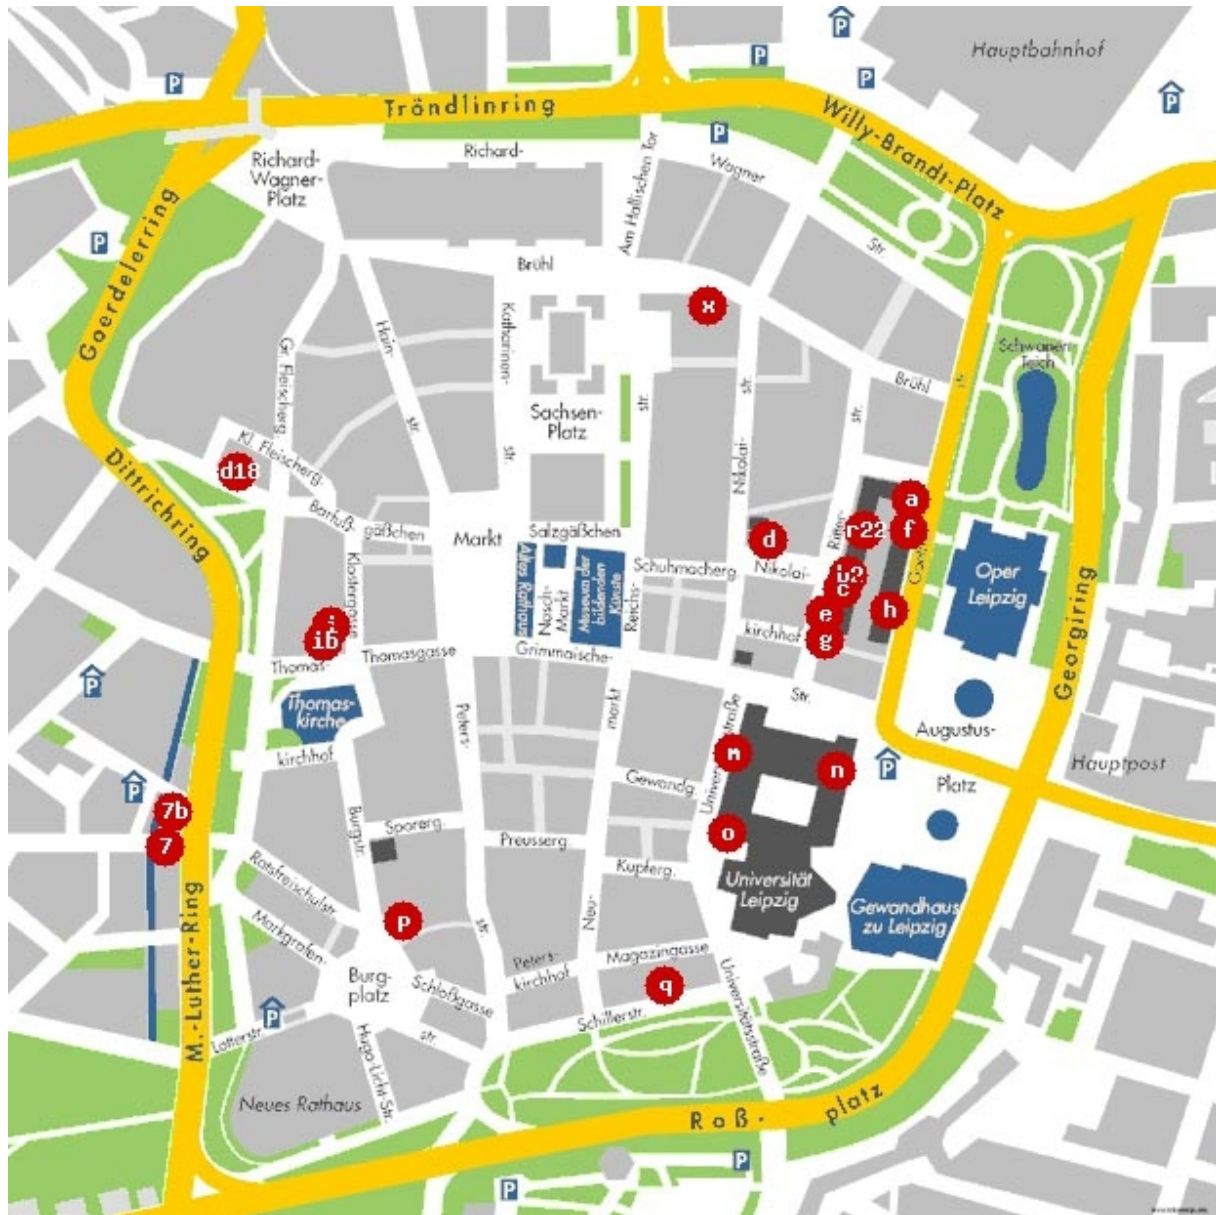 Hauptbahnhof
P
P
P
P
Tröndlinring
Willy-Brandt-Platz
P
Richard-
Wagner-
Platz
Richard-
Wagner
Str.
Am Hallischen Tor
Goerdelerring
P
Brühl
x
Katharinen-
str.
Hain-
str.
Gr. Fleischerg.
Schwanen
Teich
Brühl
str.
str.
str.
str.
Sachsen-
Platz
Nikolai-
Kl. Fleischerg.
d18
Dittrichring
Barfuß-
gäßchen
Markt
Salzgäßchen
Altes Rathaus
Nasch-
Markt
Museum der
bildenden
Künste
Reichs-
Schuhmacherg.
Nikolai-
kirchhof
d
Ritter-
a
r22
f
c
e
g
h
Oper
Leipzig
Georgiring
Klostergasse
Thomas-
Thomasgasse
Grimmaische-
Str.
Thomas-
kirche
kirchhof
P
Peters-
markt
Augustus-
Platz
P
Hauptpost
m
n
o
Gewandg.
P
7b
7
Burgstr.
Sporerg.
Preusserg.
Kupferg.
Universität
Leipzig
Gewandhaus
zu Leipzig
Ratsfreischulstr.
Markgrafen-
p
str.
Neu-
M.-Luther-Ring
Burg-
platz
Schloßgasse
Peters-
kirchhof
Magazingasse
q
Schillerstr.
Universitätsstraße
P
Lotterstr.
Hugo-Licht-Str.
str.
Neues Rathaus
Roß-
platz
P
P